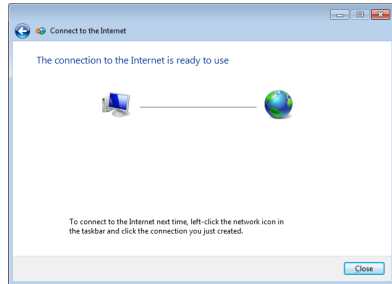 Connect to the Internet
The connection to the Internet is ready to use
To connect to the Internet next time, left-click the network icon in
the taskbar and click the connection you just created.
Close